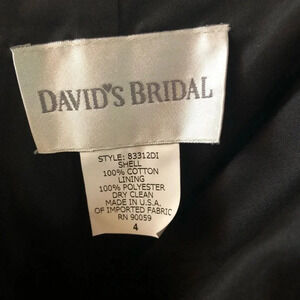 DAVID'S BRIDAL
STYLE: 83312DI
SHELL
100% COTTON
LINING
100% POLYESTER
DRY CLEAN
MADE IN U.S.A.
OF IMPORTED FABRIC
RN 90059
4